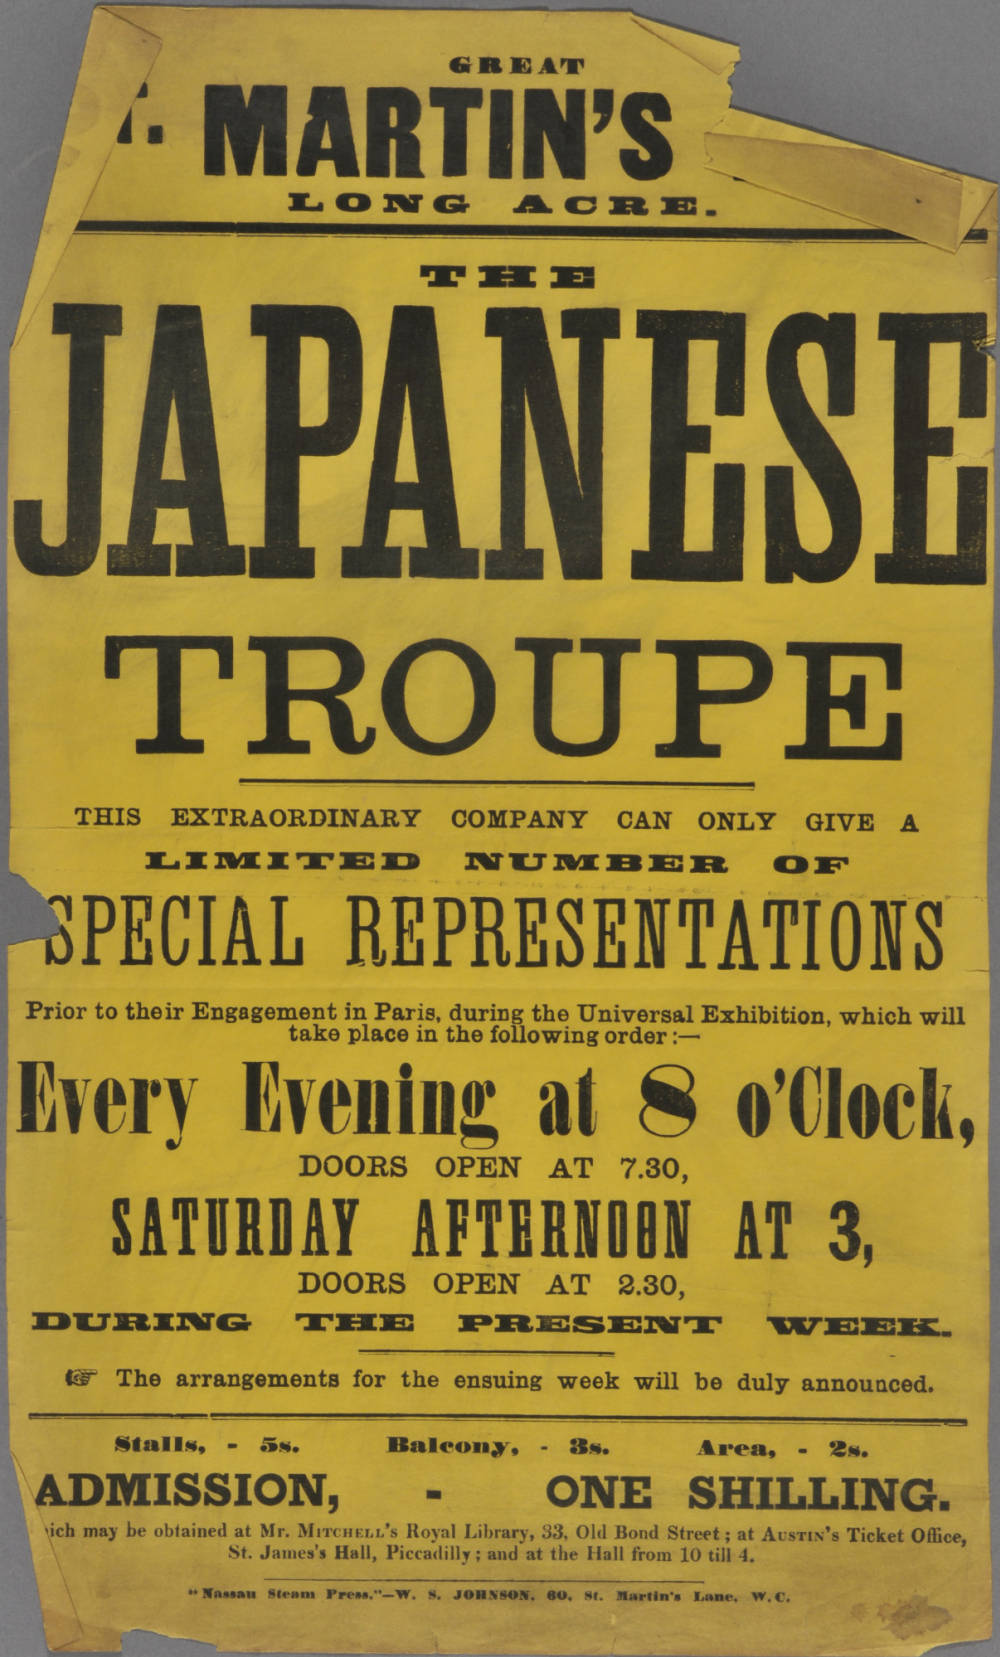 GREAT
T. MARTIN'S
LONG ACRE.
THE
JAPANESE
TROUPE
THIS EXTRAORDINARY COMPANY CAN ONLY GIVE A
LIMITED NUMBER OF
SPECIAL REPRESENTATIONS
Prior to their Engagement in Paris, during the Universal Exhibition, which will
take place in the following order :—
Every Evening at 8 o'Clock,
DOORS OPEN AT 7.30,
SATURDAY AFTERNOON AT 3,
DOORS OPEN AT 2.30,
DURING THE PRESENT WEEK.
☞ The arrangements for the ensuing week will be duly announced.
Stalls, - 5s. Balcony, - 3s. Area, - 2s.
ADMISSION, - ONE SHILLING.
ich may be obtained at Mr. MITCHELL's Royal Library, 33, Old Bond Street ; at AUSTIN's Ticket Office,
St. James's Hall, Piccadilly ; and at the Hall from 10 till 4.
"Nassau Steam Press,"—W. S. JOHNSON, 60, St. Martin's Lane, W.C.